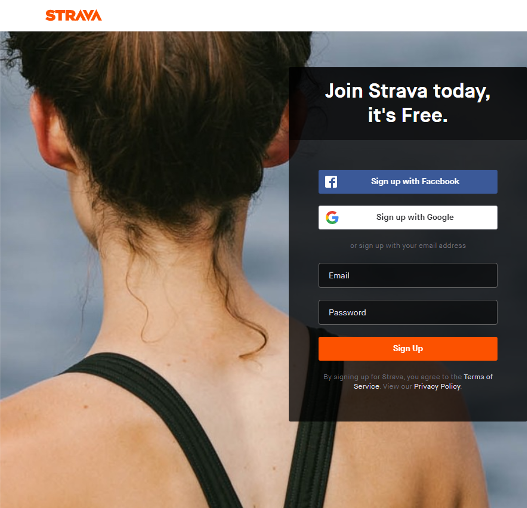 STRAVA
Join Strava today,
it's Free.
Sign up with Facebook
Sign up with Google
or sign up with your email address
Email
Password
Sign Up
By signing up for Strava, you agree to the Terms of
Service. View our Privacy Policy.